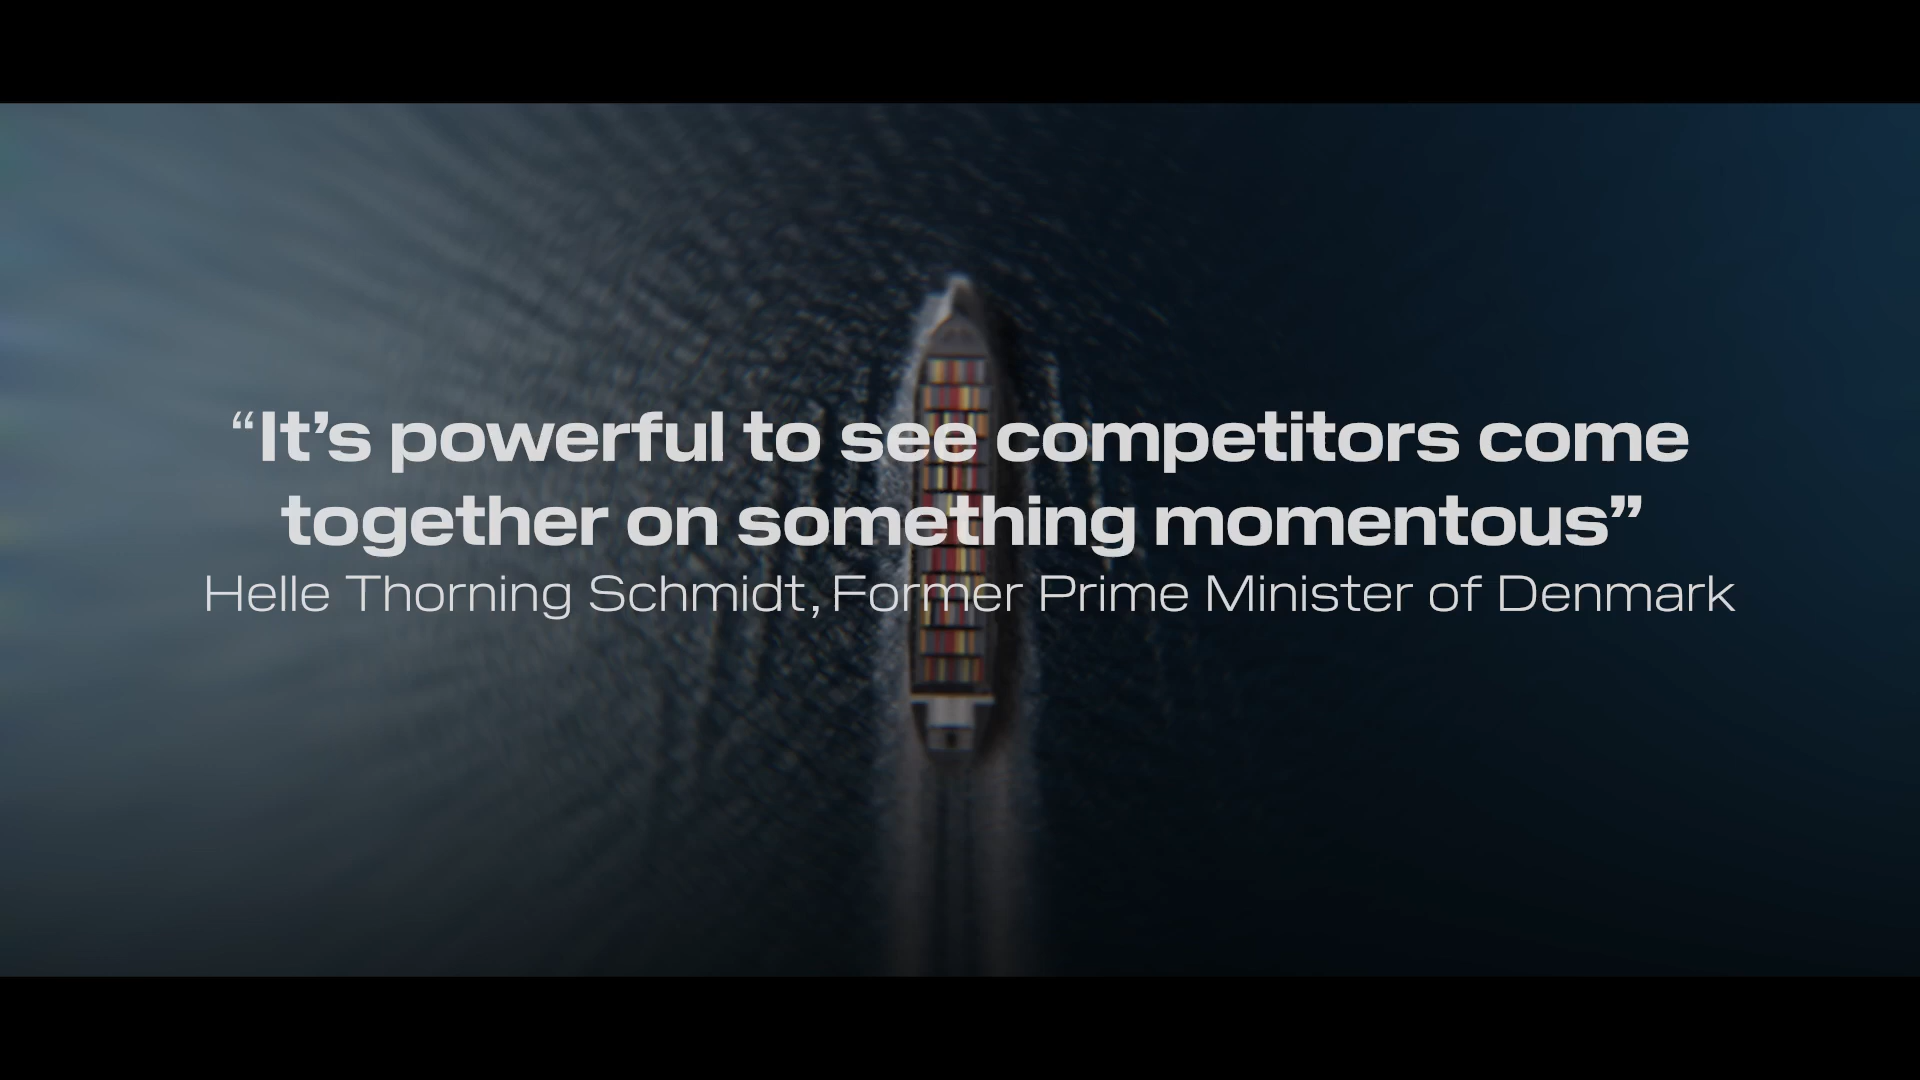 “It’s powerful to see competitors come
together on something momentous”
Helle Thorning Schmidt, Former Prime Minister of Denmark